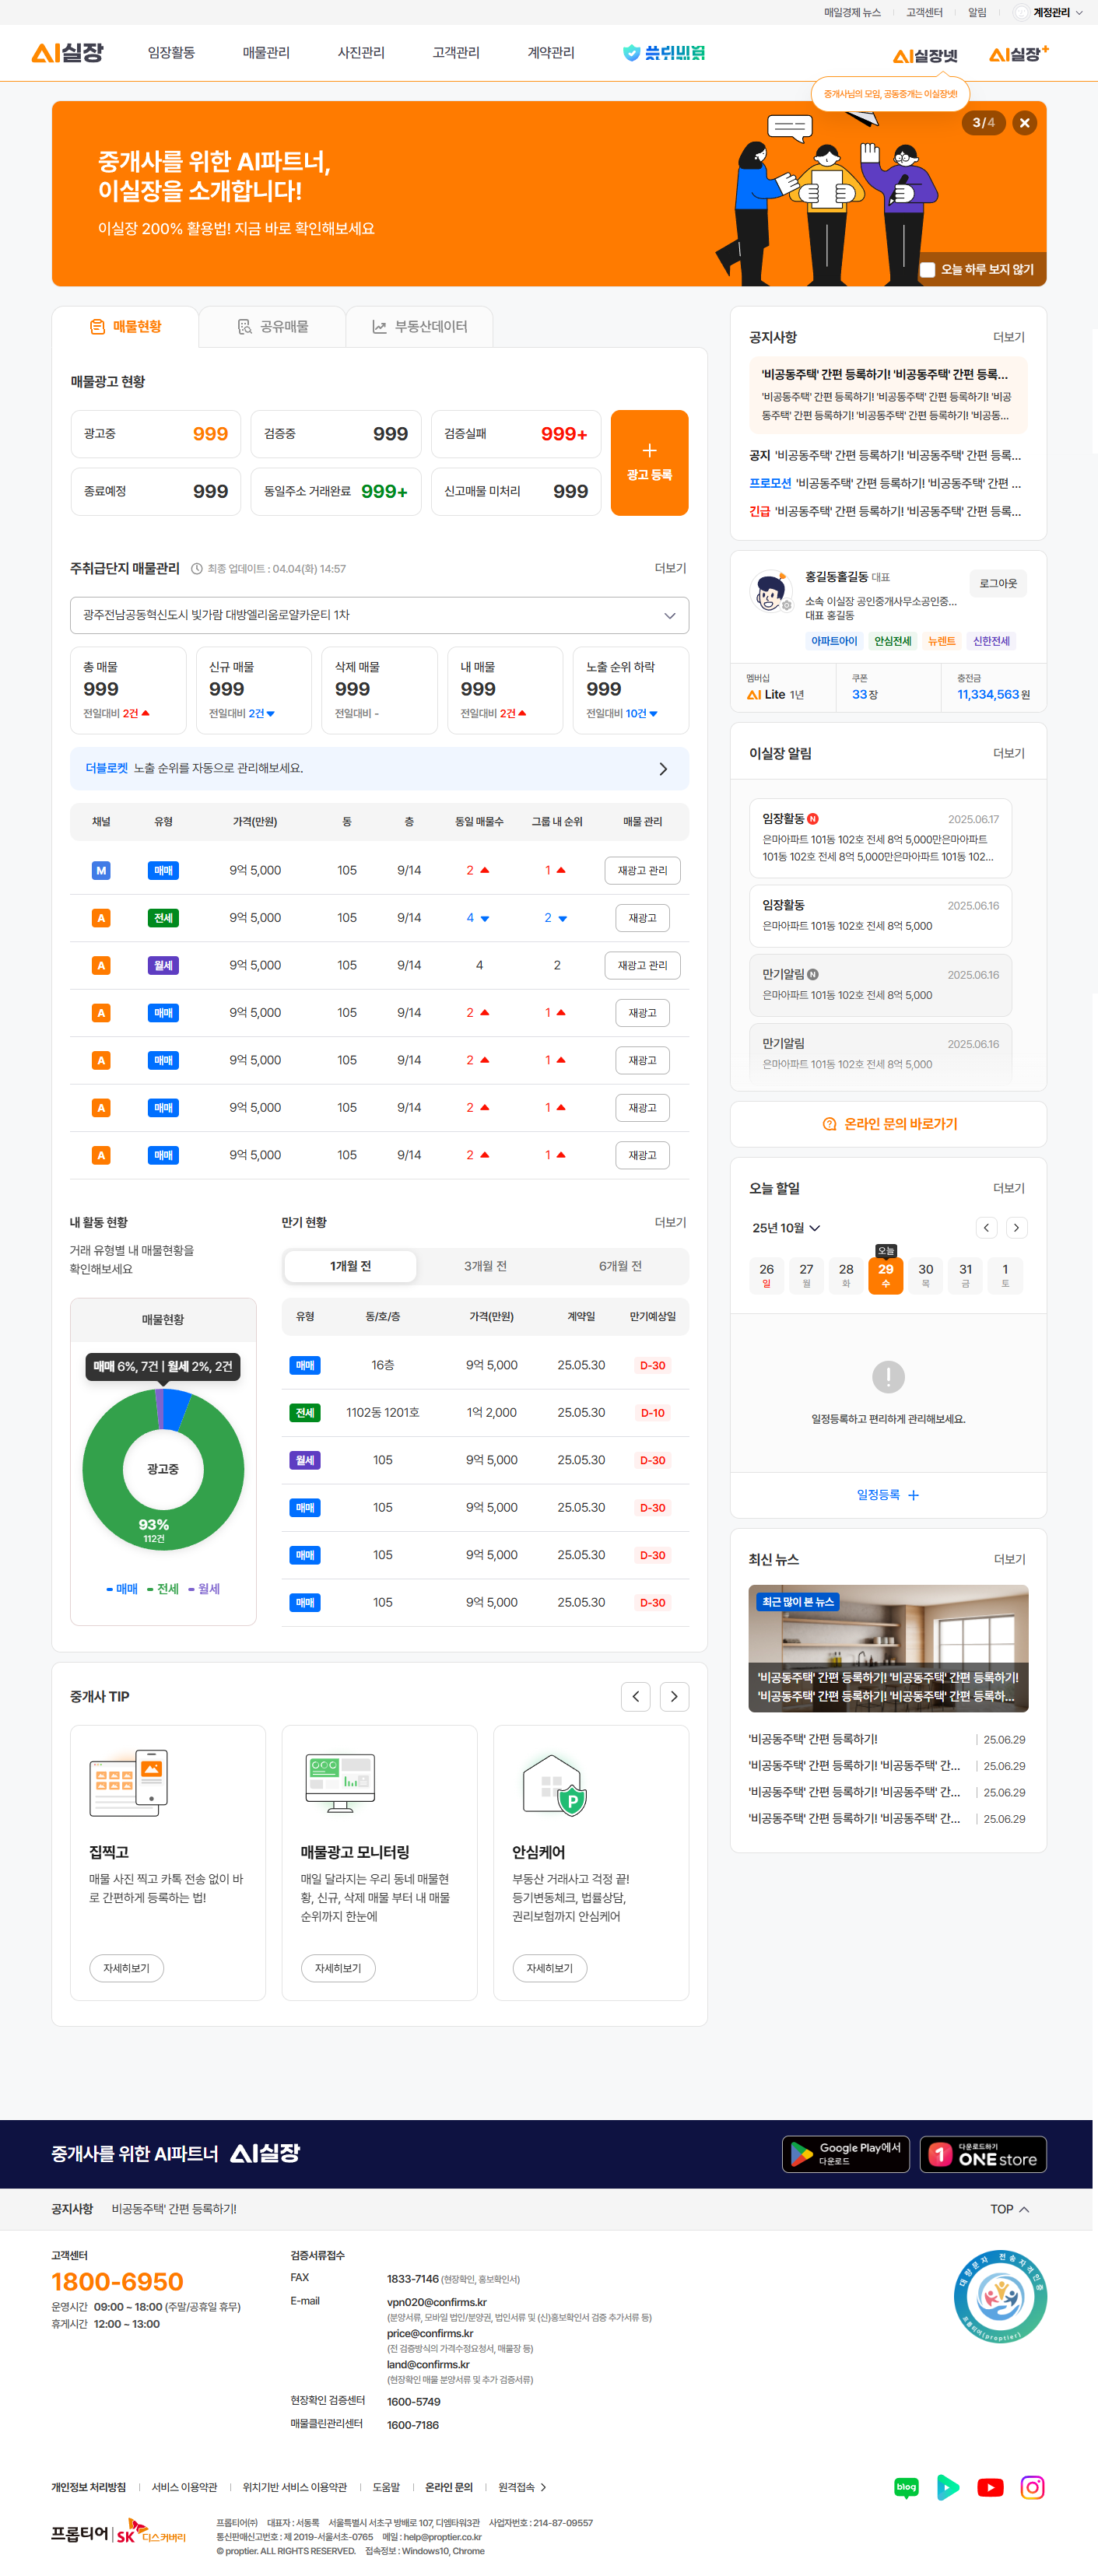 매일경제 뉴스
고객센터
알림
계정관리
AI실장
임장활동
매물관리
사진관리
고객관리
계약관리
AI실장넷
AI실장+
중개사님의 모임, 공동중개는 이실장넷!
중개사를 위한 AI파트너,
이실장을 소개합니다!
이실장 200% 활용법! 지금 바로 확인해보세요
3/4
오늘 하루 보지 않기
매물현황
공유매물
부동산데이터
매물광고 현황
광고중 999
검증중 999
검증실패 999+
종료예정 999
동일주소 거래완료 999+
신고매물 미처리 999
광고 등록
주취급단지 매물관리
최종 업데이트 : 04.04(화) 14:57
더보기
광주전남공동혁신도시 빛가람 대방엘리움로얄카운티 1차
총 매물
999
전일대비 2건
신규 매물
999
전일대비 2건
삭제 매물
999
전일대비 -
내 매물
999
전일대비 2건
노출 순위 하락
999
전일대비 10건
더블로켓 노출 순위를 자동으로 관리해보세요.
채널 유형 가격(만원) 동 층 동일 매물수 그룹 내 순위 매물 관리
M 매매 9억 5,000 105 9/14 2 1 재광고 관리
A 전세 9억 5,000 105 9/14 4 2 재광고
A 월세 9억 5,000 105 9/14 4 2 재광고 관리
A 매매 9억 5,000 105 9/14 2 1 재광고
A 매매 9억 5,000 105 9/14 2 1 재광고
A 매매 9억 5,000 105 9/14 2 1 재광고
A 매매 9억 5,000 105 9/14 2 1 재광고
내 활동 현황
거래 유형별 내 매물현황을
확인해보세요
매물현황
매매 6%, 7건 | 월세 2%, 2건
광고중
93%
112건
매매 전세 월세
만기 현황
더보기
1개월 전
3개월 전
6개월 전
유형 동/호/층 가격(만원) 계약일 만기예상일
매매 16층 9억 5,000 25.05.30 D-30
전세 1102동 1201호 1억 2,000 25.05.30 D-10
월세 105 9억 5,000 25.05.30 D-30
매매 105 9억 5,000 25.05.30 D-30
매매 105 9억 5,000 25.05.30 D-30
매매 105 9억 5,000 25.05.30 D-30
중개사 TIP
집찍고
매물 사진 찍고 카톡 전송 없이 바
로 간편하게 등록하는 법!
자세히보기
매물광고 모니터링
매일 달라지는 우리 동네 매물현
황, 신규, 삭제 매물 부터 내 매물
순위까지 한눈에
자세히보기
P
안심케어
부동산 거래사고 걱정 끝!
등기변동체크, 법률상담,
권리보험까지 안심케어
자세히보기
공지사항
더보기
'비공동주택' 간편 등록하기! '비공동주택' 간편 등록...
'비공동주택' 간편 등록하기! '비공동주택' 간편 등록하기! '비공
동주택' 간편 등록하기! '비공동주택' 간편 등록하기! '비공동...
공지 '비공동주택' 간편 등록하기! '비공동주택' 간편 등록...
프로모션 '비공동주택' 간편 등록하기! '비공동주택' 간편 ...
긴급 '비공동주택' 간편 등록하기! '비공동주택' 간편 등록...
홍길동홍길동 대표
로그아웃
소속 이실장 공인중개사무소공인중...
대표 홍길동
아파트아이 안심전세 뉴렌트 신한전세
멤버십
AI Lite 1년
쿠폰
33장
충전금
11,334,563원
이실장 알림
더보기
임장활동 N 2025.06.17
은마아파트 101동 102호 전세 8억 5,000만은마아파트
101동 102호 전세 8억 5,000만은마아파트 101동 102...
임장활동 2025.06.16
은마아파트 101동 102호 전세 8억 5,000
만기알림 N 2025.06.16
은마아파트 101동 102호 전세 8억 5,000
만기알림 2025.06.16
은마아파트 101동 102호 전세 8억 5,000
온라인 문의 바로가기
오늘 할일
더보기
25년 10월
오늘
26 27 28 29 30 31 1
일 월 화 수 목 금 토
일정등록하고 편리하게 관리해보세요.
일정등록
최신 뉴스
더보기
최근 많이 본 뉴스
'비공동주택' 간편 등록하기! '비공동주택' 간편 등록하기!
'비공동주택' 간편 등록하기! '비공동주택' 간편 등록하...
'비공동주택' 간편 등록하기! 25.06.29
'비공동주택' 간편 등록하기! '비공동주택' 간... 25.06.29
'비공동주택' 간편 등록하기! '비공동주택' 간... 25.06.29
'비공동주택' 간편 등록하기! '비공동주택' 간... 25.06.29
중개사를 위한 AI파트너 AI실장
Google Play에서
다운로드
다운로드하기
ONE store
공지사항 비공동주택' 간편 등록하기!
TOP
고객센터
1800-6950
운영시간 09:00 ~ 18:00 (주말/공휴일 휴무)
휴게시간 12:00 ~ 13:00
검증서류접수
FAX 1833-7146 (현장확인, 홍보확인서)
E-mail vpn020@confirms.kr
(분양서류, 모바일 법인/분양권, 법인서류 및 (신)홍보확인서 검증 추가서류 등)
price@confirms.kr
(전 검증방식의 가격수정요청서, 매물장 등)
land@confirms.kr
(현장확인 매물 분양서류 및 추가 검증서류)
현장확인 검증센터 1600-5749
매물클린관리센터 1600-7186
대량문자 전송자격인증
프롭티어(proptier)
개인정보 처리방침
서비스 이용약관
위치기반 서비스 이용약관
도움말
온라인 문의
원격접속
blog
프롭티어 SK 디스커버리
프롭티어(주) 대표자 : 서동록 서울특별시 서초구 방배로 107, 디엠타워3관 사업자번호 : 214-87-09557
통신판매신고번호 : 제 2019-서울서초-0765 메일 : help@proptier.co.kr
© proptier. ALL RIGHTS RESERVED. 접속정보 : Windows10, Chrome